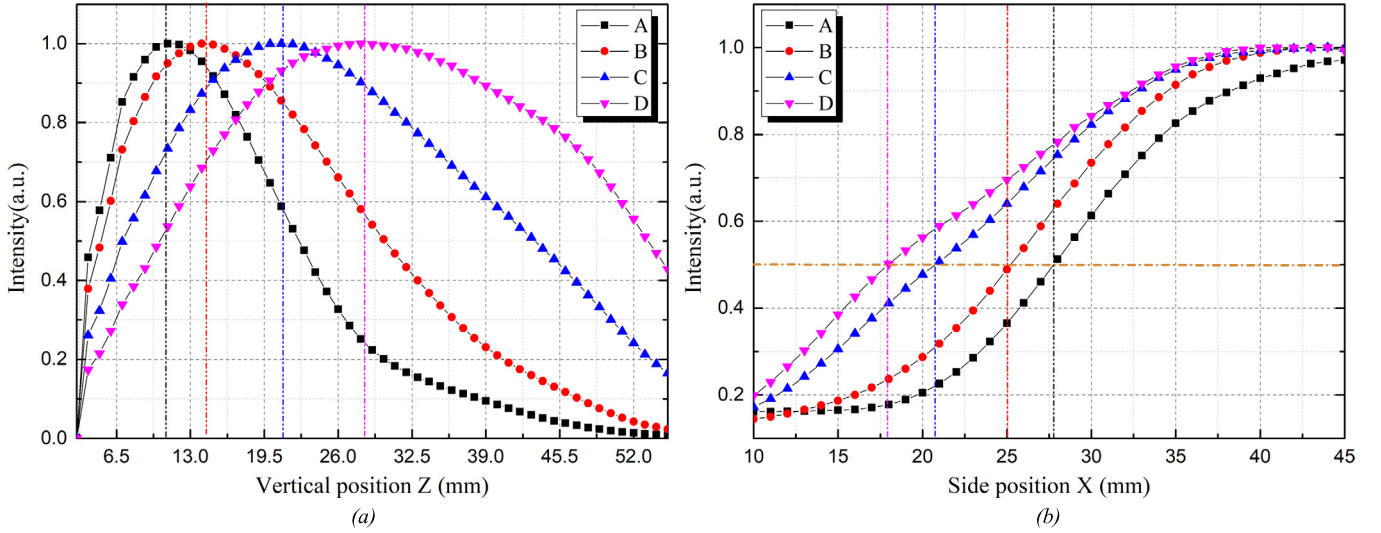 A
B
C
D
1.0
0.8
0.6
0.4
0.2
0.0
Intensity(a.u.)
6.5 13.0 19.5 26.0 32.5 39.0 45.5 52.0
Vertical position Z (mm)
(a)
A
B
C
D
1.0
0.8
0.6
0.4
0.2
Intensity(a.u.)
10 15 20 25 30 35 40 45
Side position X (mm)
(b)